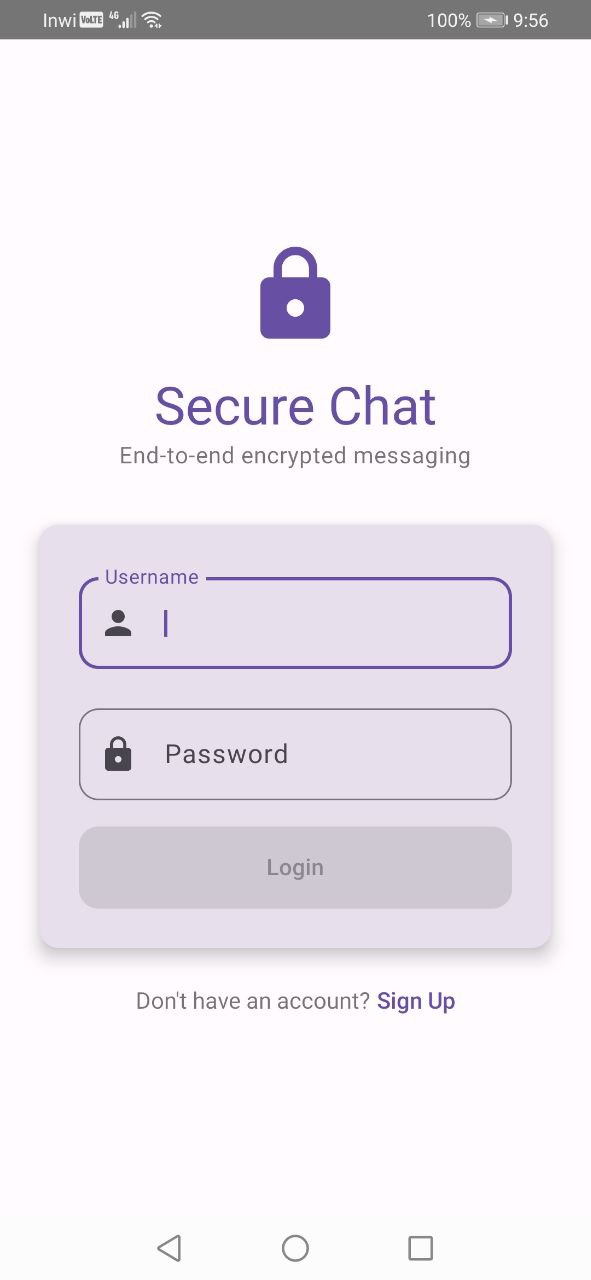 Inwi VoLTE 4G 100% 9:56
Secure Chat
End-to-end encrypted messaging
Username
Password
Login
Don't have an account? Sign Up